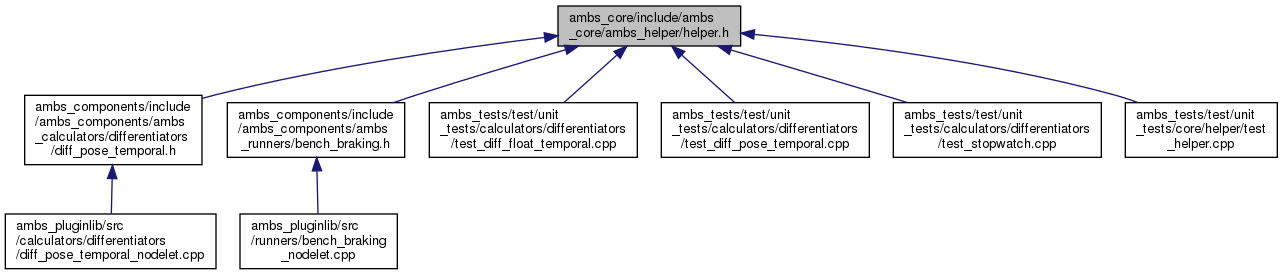 ambs_core/include/ambs
_core/ambs_helper/helper.h
ambs_components/include
/ambs_components/ambs
_calculators/differentiators
/diff_pose_temporal.h
ambs_components/include
/ambs_components/ambs
_runners/bench_braking.h
ambs_tests/test/unit
_tests/calculators/differentiators
/test_diff_float_temporal.cpp
ambs_tests/test/unit
_tests/calculators/differentiators
/test_diff_pose_temporal.cpp
ambs_tests/test/unit
_tests/calculators/differentiators
/test_stopwatch.cpp
ambs_tests/test/unit
_tests/core/helper/test
_helper.cpp
ambs_pluginlib/src
/calculators/differentiators
/diff_pose_temporal_nodelet.cpp
ambs_pluginlib/src
/runners/bench_braking
_nodelet.cpp